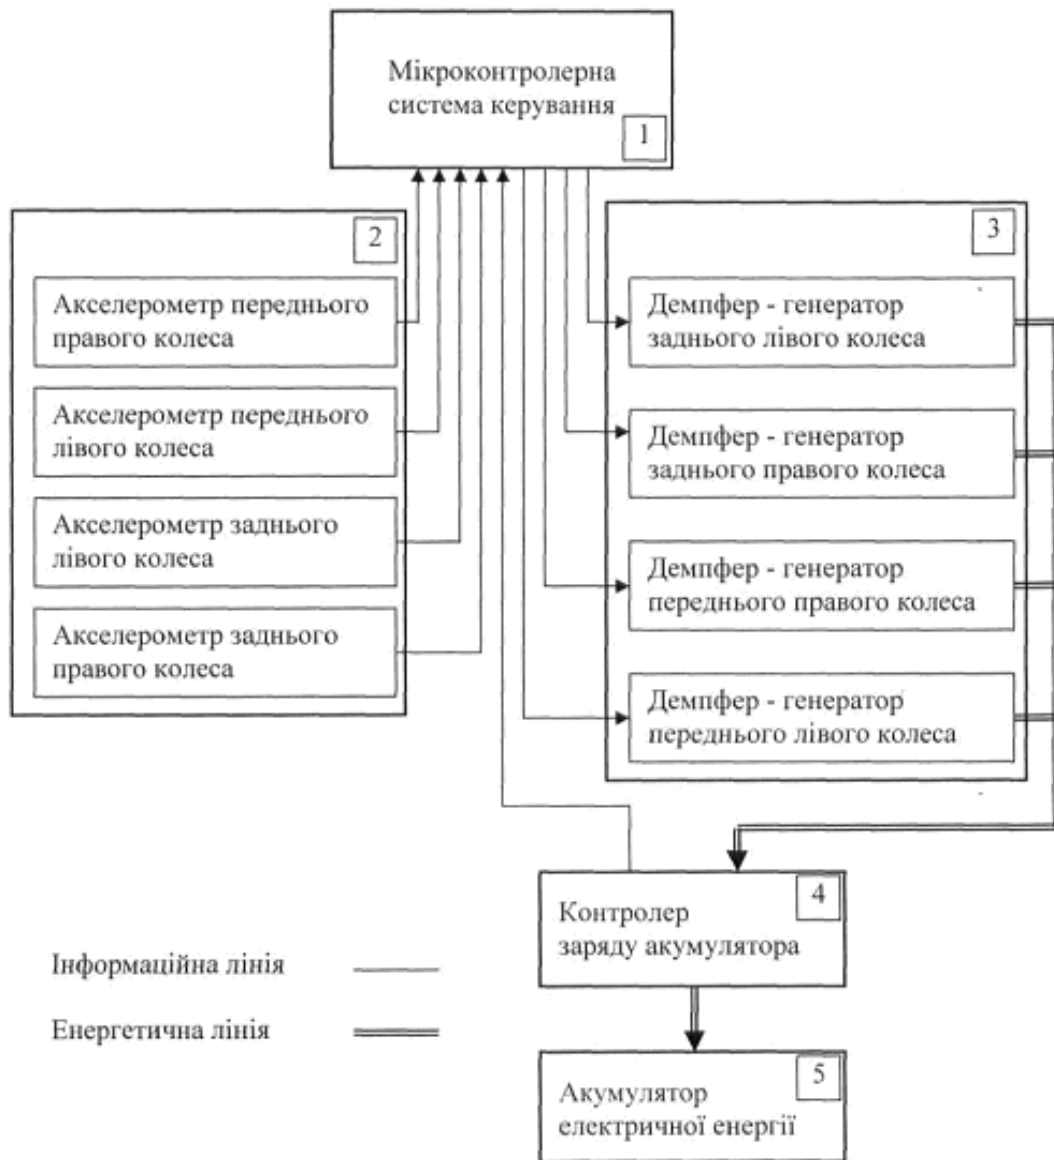 Мікроконтролерна
система керування
1
2
Акселерометр переднього
правого колеса
Акселерометр переднього
лівого колеса
Акселерометр заднього
лівого колеса
Акселерометр заднього
правого колеса
3
Демпфер - генератор
заднього лівого колеса
Демпфер - генератор
заднього правого колеса
Демпфер - генератор
переднього правого колеса
Демпфер - генератор
переднього лівого колеса
4
Контролер
заряду акумулятора
Інформаційна лінія
Енергетична лінія
5
Акумулятор
електричної енергії